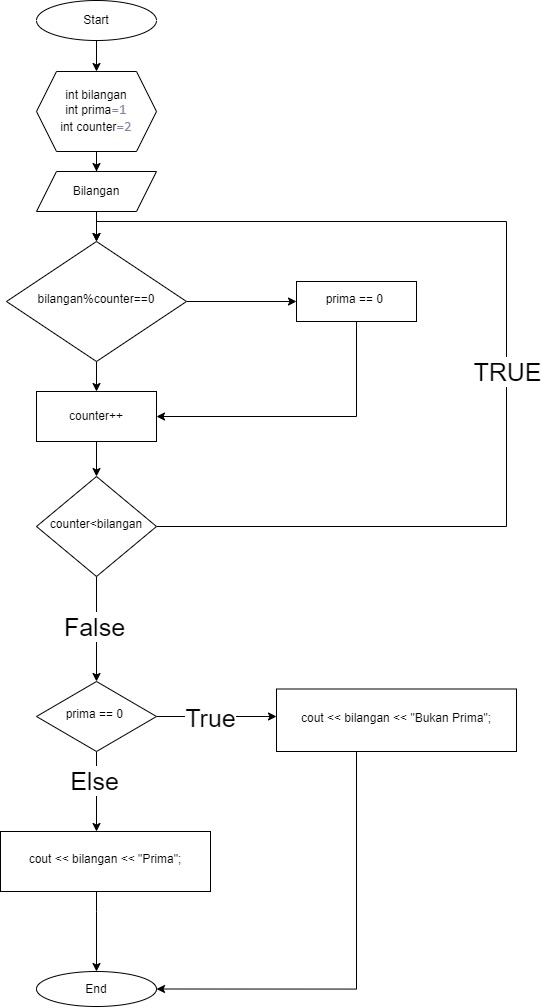 Start
int bilangan
int prima=1
int counter=2
Bilangan
bilangan%counter==0
prima == 0
TRUE
counter++
counter<bilangan
False
prima == 0
True
cout << bilangan << "Bukan Prima";
Else
cout << bilangan << "Prima";
End